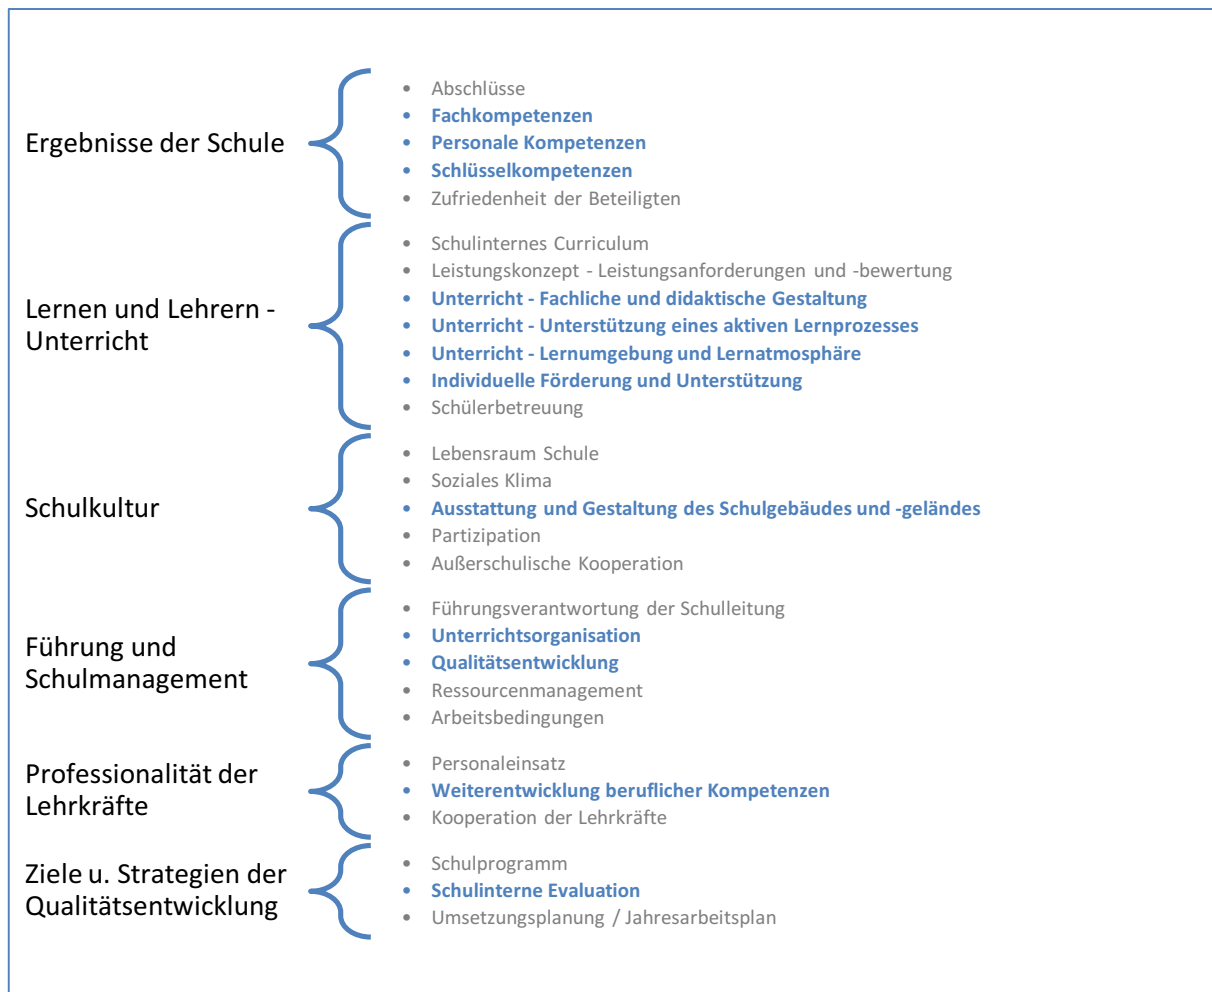 Ergebnisse der Schule
• Abschlüsse
• Fachkompetenzen
• Personale Kompetenzen
• Schlüsselkompetenzen
• Zufriedenheit der Beteiligten
Lernen und Lehrern -
Unterricht
• Schulinternes Curriculum
• Leistungskonzept - Leistungsanforderungen und -bewertung
• Unterricht - Fachliche und didaktische Gestaltung
• Unterricht - Unterstützung eines aktiven Lernprozesses
• Unterricht - Lernumgebung und Lernatmosphäre
• Individuelle Förderung und Unterstützung
• Schülerbetreuung
Schulkultur
• Lebensraum Schule
• Soziales Klima
• Ausstattung und Gestaltung des Schulgebäudes und -geländes
• Partizipation
• Außerschulische Kooperation
Führung und
Schulmanagement
• Führungsverantwortung der Schulleitung
• Unterrichtsorganisation
• Qualitätsentwicklung
• Ressourcenmanagement
• Arbeitsbedingungen
Professionalität der
Lehrkräfte
• Personaleinsatz
• Weiterentwicklung beruflicher Kompetenzen
• Kooperation der Lehrkräfte
Ziele u. Strategien der
Qualitätsentwicklung
• Schulprogramm
• Schulinterne Evaluation
• Umsetzungsplanung / Jahresarbeitsplan